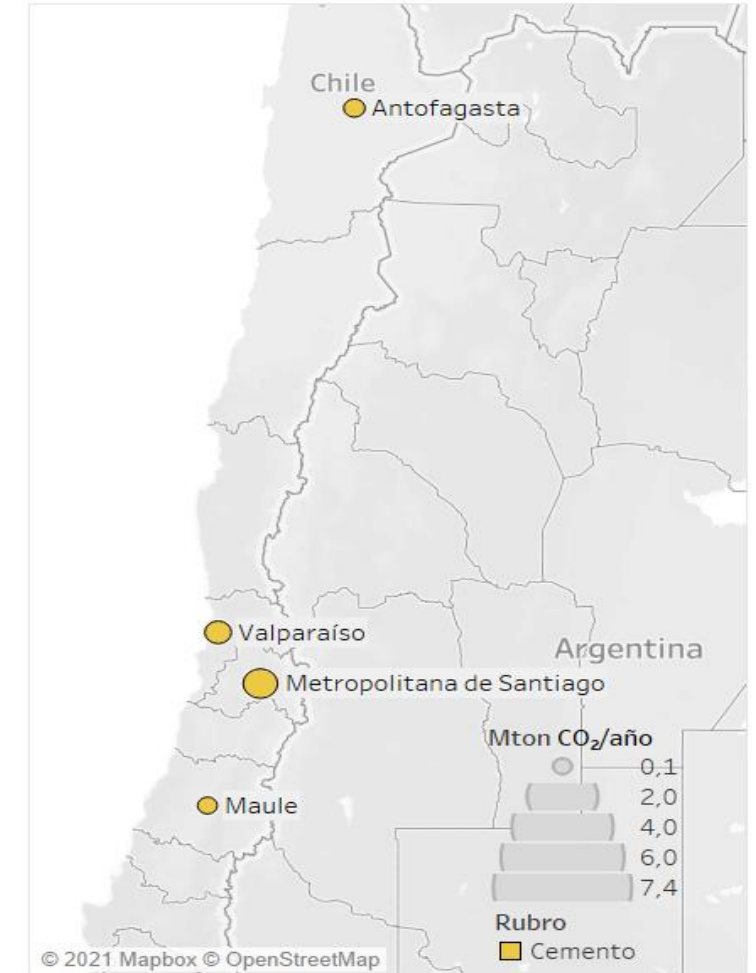 Chile
Antofagasta
Valparaíso
Argentina
Metropolitana de Santiago
Mton CO₂/año
0,1
2,0
Maule
4,0
6,0
7,4
Rubro
Cemento
© 2021 Mapbox © OpenStreetMap